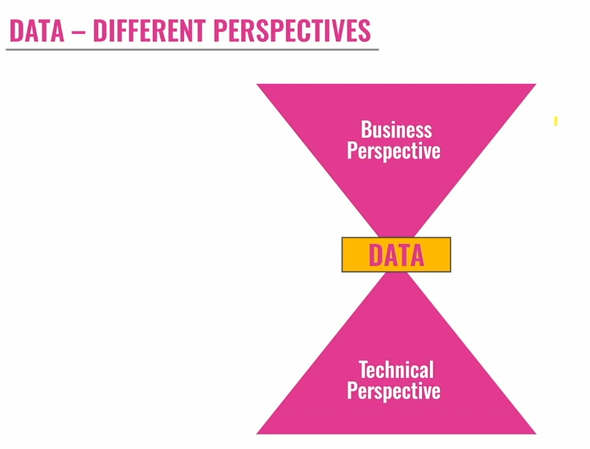 DATA – DIFFERENT PERSPECTIVES
Business
Perspective
DATA
Technical
Perspective